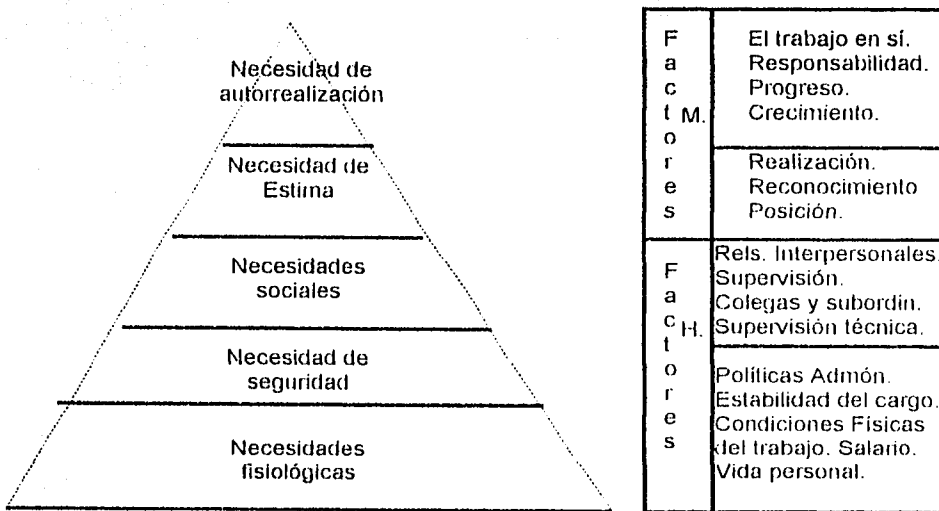 Necesidad de
autorrealización
Necesidad de
Estima
Necesidades
sociales
Necesidad de
seguridad
Necesidades
fisiológicas
Factores M.
El trabajo en sí.
Responsabilidad.
Progreso.
Crecimiento.
Realización.
Reconocimiento
Posición.
Factores H.
Rels. Interpersonales.
Supervisión.
Colegas y subordin.
Supervisión técnica.
Políticas Admón.
Estabilidad del cargo.
Condiciones Físicas
del trabajo. Salario.
Vida personal.